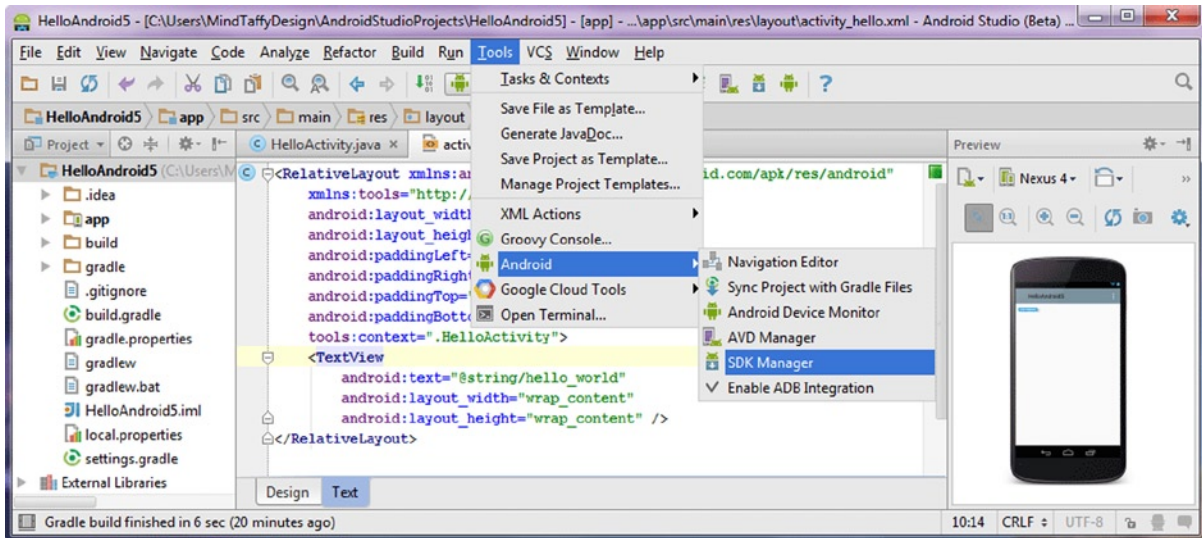 HelloAndroid5 - [C:\Users\MindTaffyDesign\AndroidStudioProjects\HelloAndroid5] - [app] - ...\app\src\main\res\layout\activity_hello.xml - Android Studio (Beta) ...
File Edit View Navigate Code Analyze Refactor Build Run Tools VCS Window Help
HelloAndroid5 app src main res layout
Project
HelloAndroid5 (C:\Users\M
.idea
app
build
gradle
.gitignore
build.gradle
gradle.properties
gradlew
gradlew.bat
HelloAndroid5.iml
local.properties
settings.gradle
External Libraries
HelloActivity.java × activ
<RelativeLayout xmlns:an id.com/apk/res/android"
xmlns:tools="http://
android:layout_widt
android:layout_heigh
android:paddingLeft=
android:paddingRight
android:paddingTop="
android:paddingBotto
tools:context=".HelloActivity">
<TextView
android:text="@string/hello_world"
android:layout_width="wrap_content"
android:layout_height="wrap_content" />
</RelativeLayout>
Design Text
Tasks & Contexts
Save File as Template...
Generate JavaDoc...
Save Project as Template...
Manage Project Templates...
XML Actions
Groovy Console...
Android
Google Cloud Tools
Open Terminal...
Navigation Editor
Sync Project with Gradle Files
Android Device Monitor
AVD Manager
SDK Manager
Enable ADB Integration
Preview
Nexus 4
HelloAndroid5
Gradle build finished in 6 sec (20 minutes ago) 10:14 CRLF UTF-8